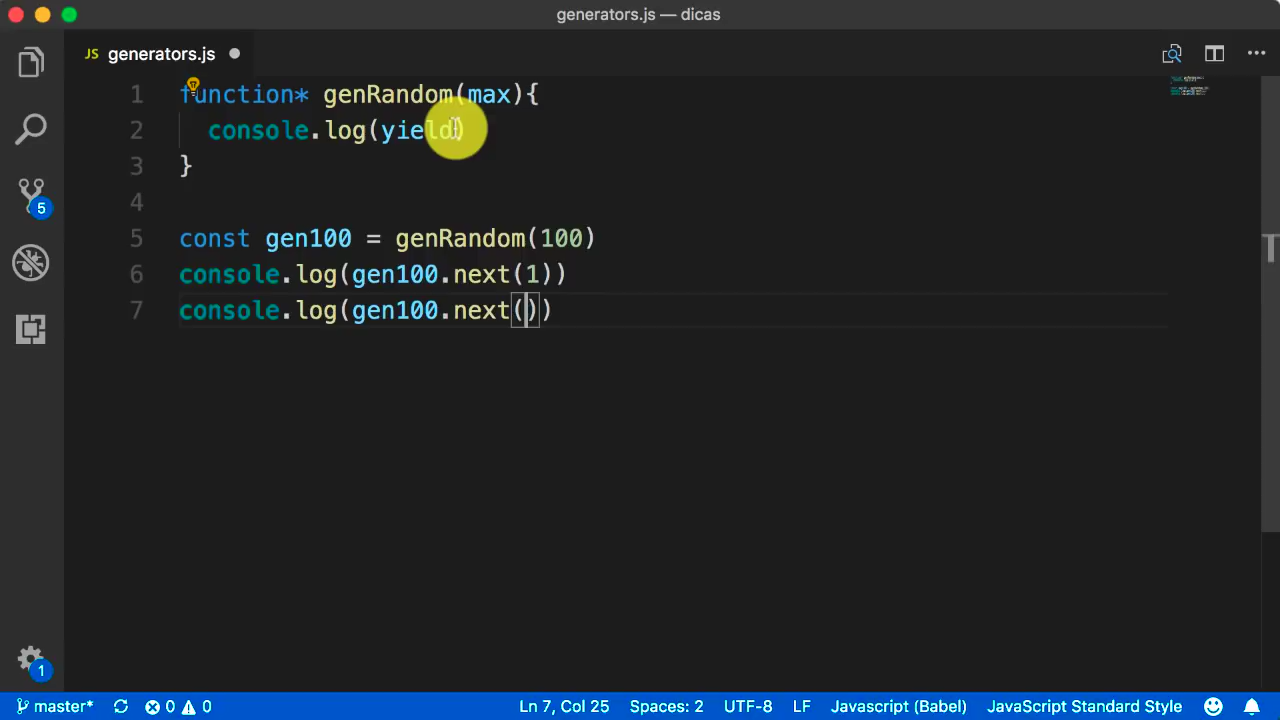 generators.js — dicas
JS generators.js
1 function* genRandom(max){
2 console.log(yield)
3 }
4
5 const gen100 = genRandom(100)
6 console.log(gen100.next(1))
7 console.log(gen100.next())
5
1
master* 0 0 Ln 7, Col 25 Spaces: 2 UTF-8 LF Javascript (Babel) JavaScript Standard Style